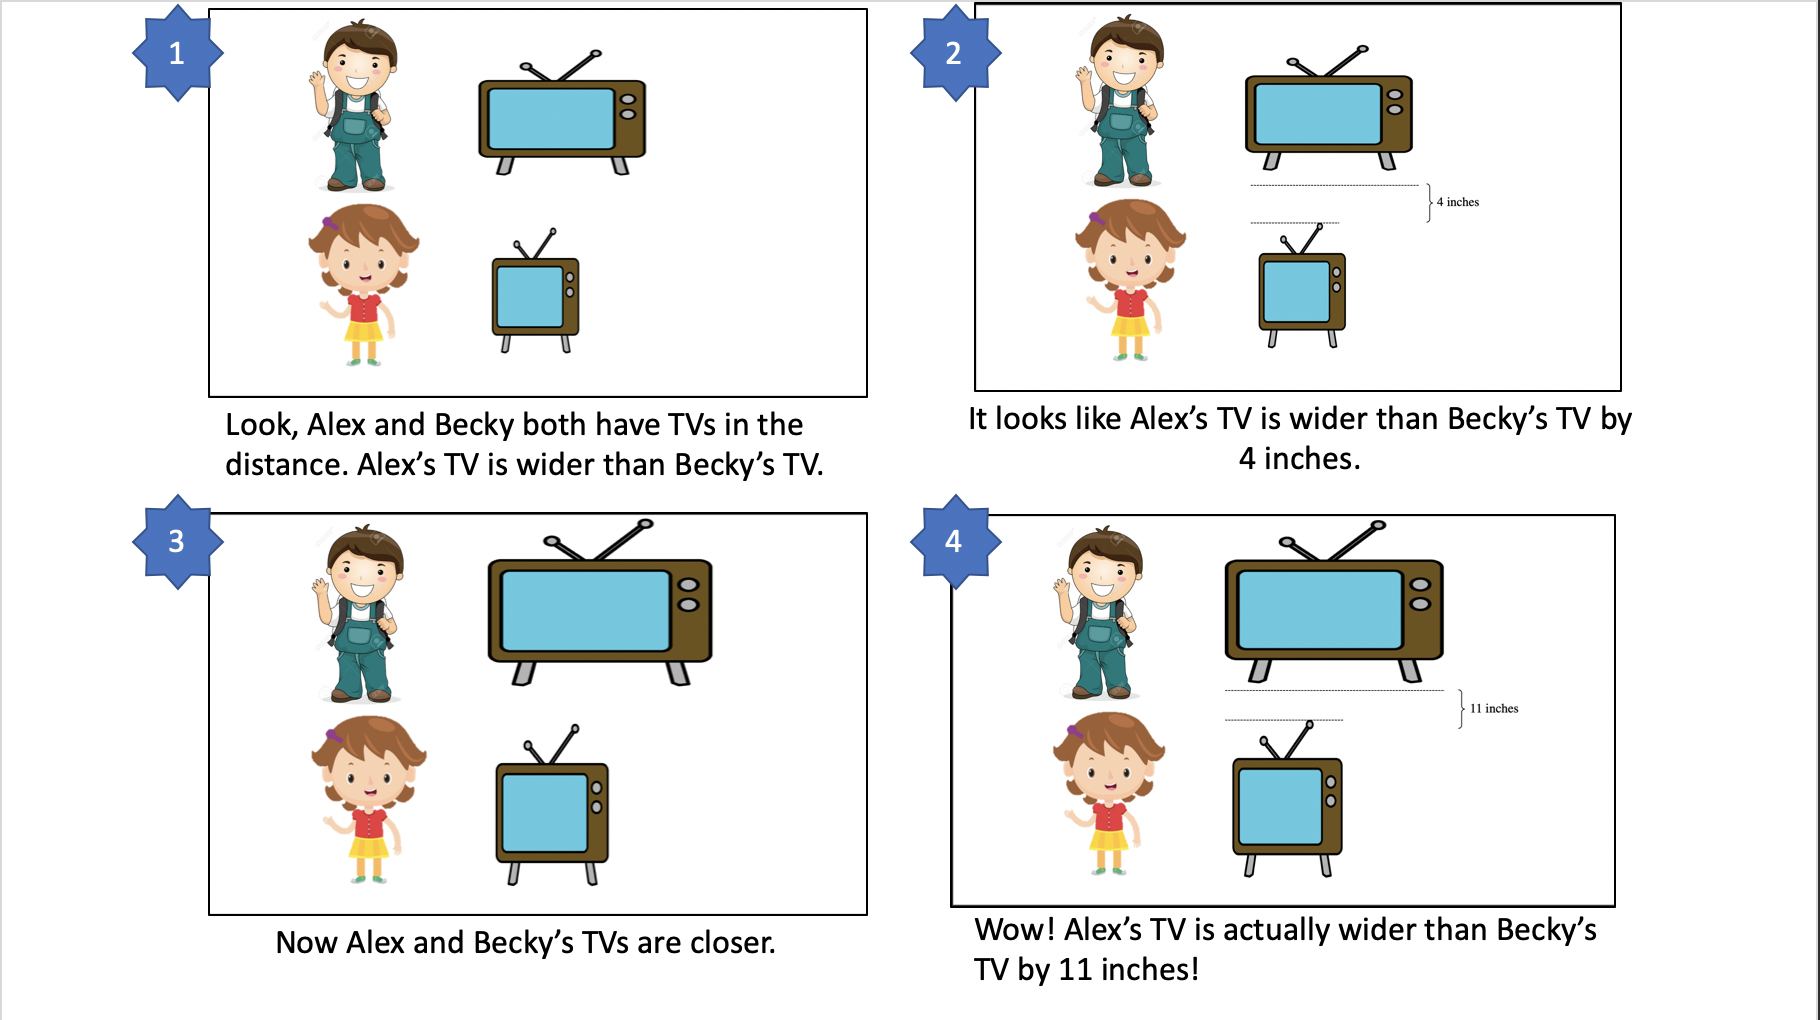 1
Look, Alex and Becky both have TVs in the
distance. Alex’s TV is wider than Becky’s TV.
2
4 inches
It looks like Alex’s TV is wider than Becky’s TV by
4 inches.
3
Now Alex and Becky’s TVs are closer.
4
11 inches
Wow! Alex’s TV is actually wider than Becky’s
TV by 11 inches!